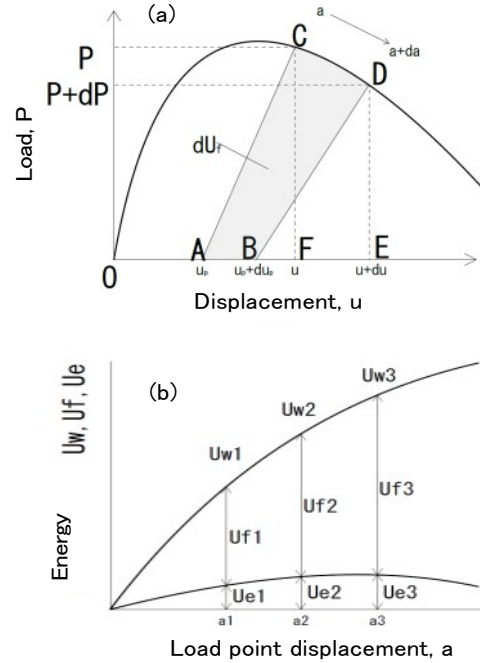 (a)
a
a+da
C
P
D
P+dP
dUf
Load, P
A
B
F
E
0
up
up+dup
u
u+du
Displacement, u
(b)
Uw, Uf, Ue
Uw3
Uw2
Uw1
Uf3
Uf2
Uf1
Energy
Ue1
Ue2
Ue3
a1
a2
a3
Load point displacement, a